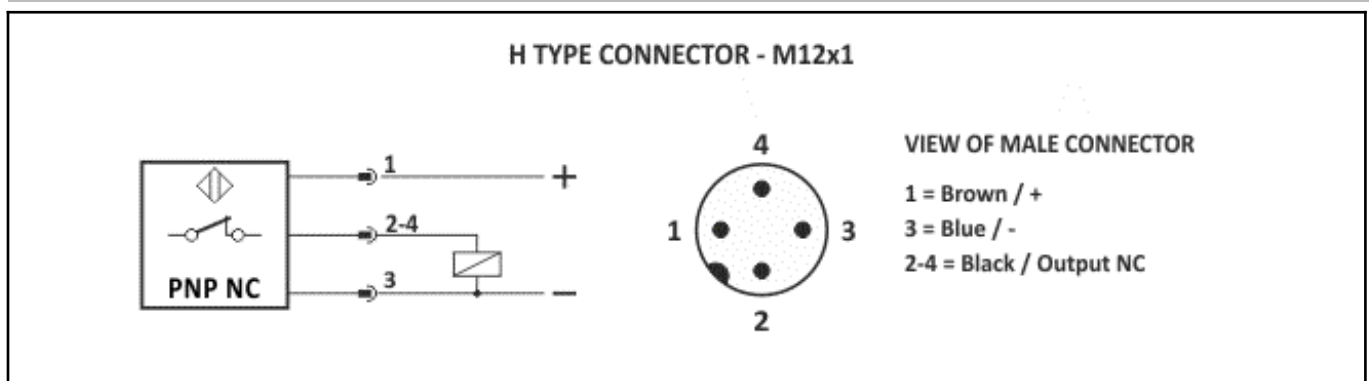 H TYPE CONNECTOR - M12x1
1
+
2-4
3
−
PNP NC
4
1
3
2
VIEW OF MALE CONNECTOR
1 = Brown / +
3 = Blue / -
2-4 = Black / Output NC